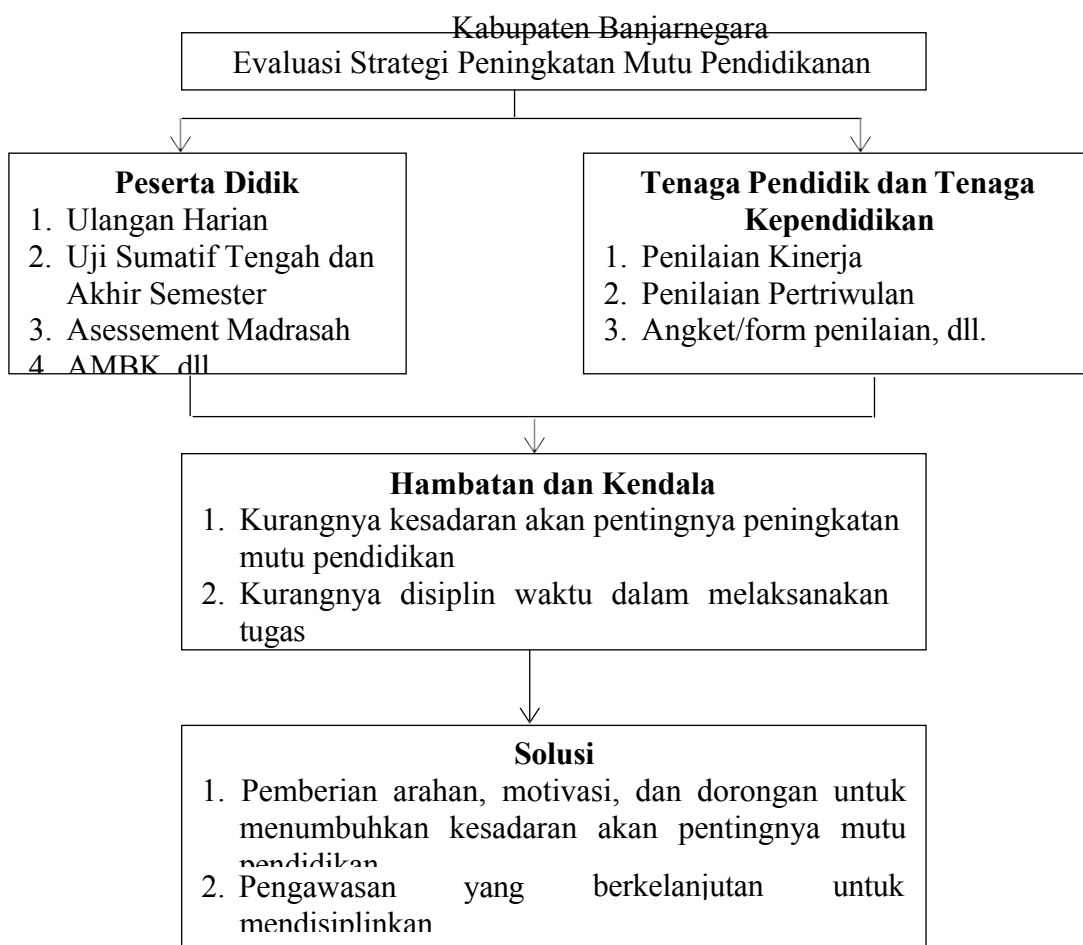 Kabupaten Banjarnegara
Evaluasi Strategi Peningkatan Mutu Pendidikanan
Peserta Didik
1. Ulangan Harian
2. Uji Sumatif Tengah dan
Akhir Semester
3. Asessement Madrasah
4. AMBK, dll
Tenaga Pendidik dan Tenaga
Kependidikan
1. Penilaian Kinerja
2. Penilaian Pertriwulan
3. Angket/form penilaian, dll.
Hambatan dan Kendala
1. Kurangnya kesadaran akan pentingnya peningkatan
mutu pendidikan
2. Kurangnya disiplin waktu dalam melaksanakan
tugas
Solusi
1. Pemberian arahan, motivasi, dan dorongan untuk
menumbuhkan kesadaran akan pentingnya mutu
pendidikan
2. Pengawasan yang berkelanjutan untuk
mendisiplinkan